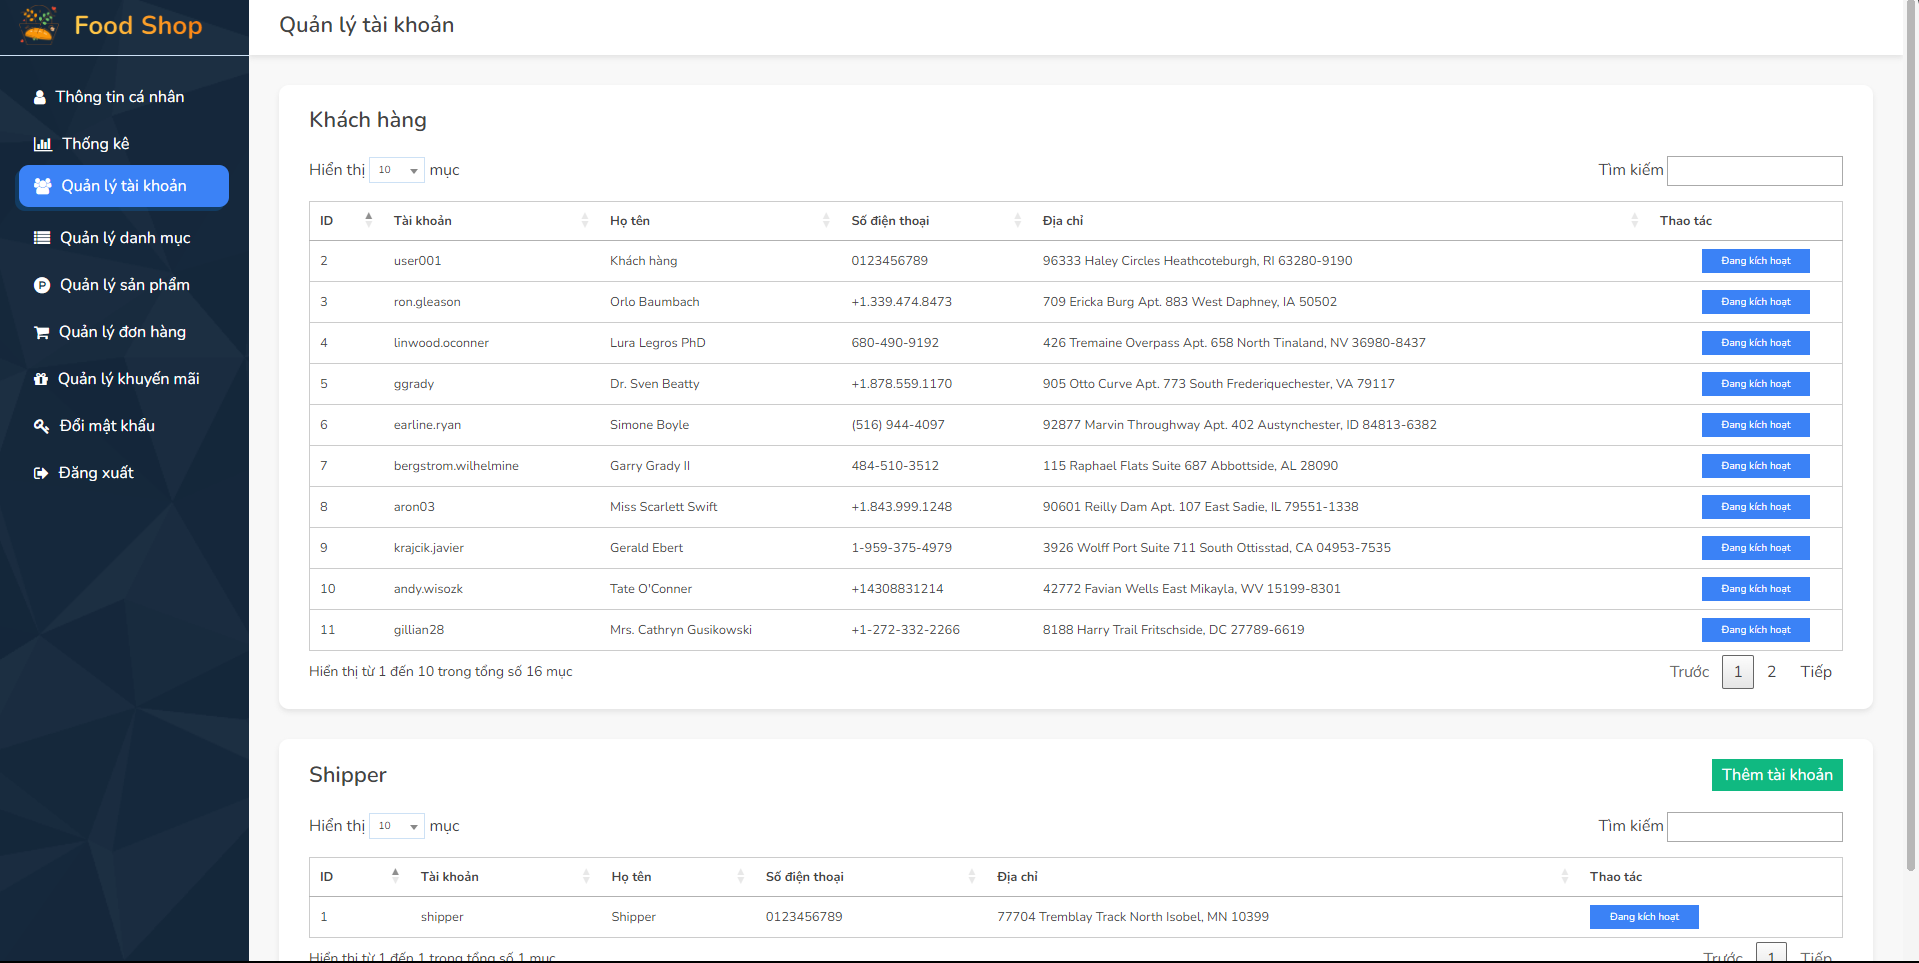 Food Shop
Quản lý tài khoản
Thông tin cá nhân
Thống kê
Quản lý tài khoản
Quản lý danh mục
Quản lý sản phẩm
Quản lý đơn hàng
Quản lý khuyến mãi
Đổi mật khẩu
Đăng xuất
Khách hàng
Hiển thị 10 mục Tìm kiếm
ID Tài khoản Họ tên Số điện thoại Địa chỉ Thao tác
2 user001 Khách hàng 0123456789 96333 Haley Circles Heathcoteburgh, RI 63280-9190 Đang kích hoạt
3 ron.gleason Orlo Baumbach +1.339.474.8473 709 Ericka Burg Apt. 883 West Daphney, IA 50502 Đang kích hoạt
4 linwood.oconner Lura Legros PhD 680-490-9192 426 Tremaine Overpass Apt. 658 North Tinaland, NV 36980-8437 Đang kích hoạt
5 ggrady Dr. Sven Beatty +1.878.559.1170 905 Otto Curve Apt. 773 South Frederiquechester, VA 79117 Đang kích hoạt
6 earline.ryan Simone Boyle (516) 944-4097 92877 Marvin Throughway Apt. 402 Austynchester, ID 84813-6382 Đang kích hoạt
7 bergstrom.wilhelmine Garry Grady II 484-510-3512 115 Raphael Flats Suite 687 Abbottside, AL 28090 Đang kích hoạt
8 aron03 Miss Scarlett Swift +1.843.999.1248 90601 Reilly Dam Apt. 107 East Sadie, IL 79551-1338 Đang kích hoạt
9 krajcik.javier Gerald Ebert 1-959-375-4979 3926 Wolff Port Suite 711 South Ottisstad, CA 04953-7535 Đang kích hoạt
10 andy.wisozk Tate O'Conner +14308831214 42772 Favian Wells East Mikayla, WV 15199-8301 Đang kích hoạt
11 gillian28 Mrs. Cathryn Gusikowski +1-272-332-2266 8188 Harry Trail Fritschside, DC 27789-6619 Đang kích hoạt
Hiển thị từ 1 đến 10 trong tổng số 16 mục Trước 1 2 Tiếp
Shipper Thêm tài khoản
Hiển thị 10 mục Tìm kiếm
ID Tài khoản Họ tên Số điện thoại Địa chỉ Thao tác
1 shipper Shipper 0123456789 77704 Tremblay Track North Isobel, MN 10399 Đang kích hoạt
Hiển thị từ 1 đến 1 trong tổng số 1 mục Trước 1 Tiếp